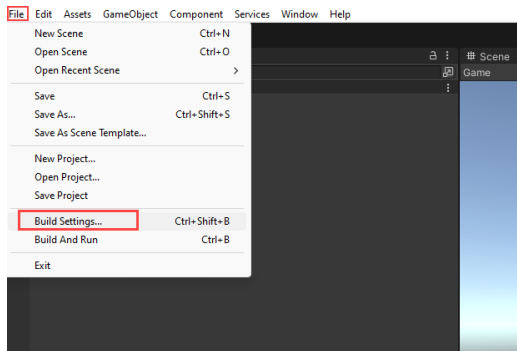 File Edit Assets GameObject Component Services Window Help
New Scene Ctrl+N
Open Scene Ctrl+O
Open Recent Scene >
Save Ctrl+S
Save As... Ctrl+Shift+S
Save As Scene Template...
New Project...
Open Project...
Save Project
Build Settings... Ctrl+Shift+B
Build And Run Ctrl+B
Exit
# Scene
Game